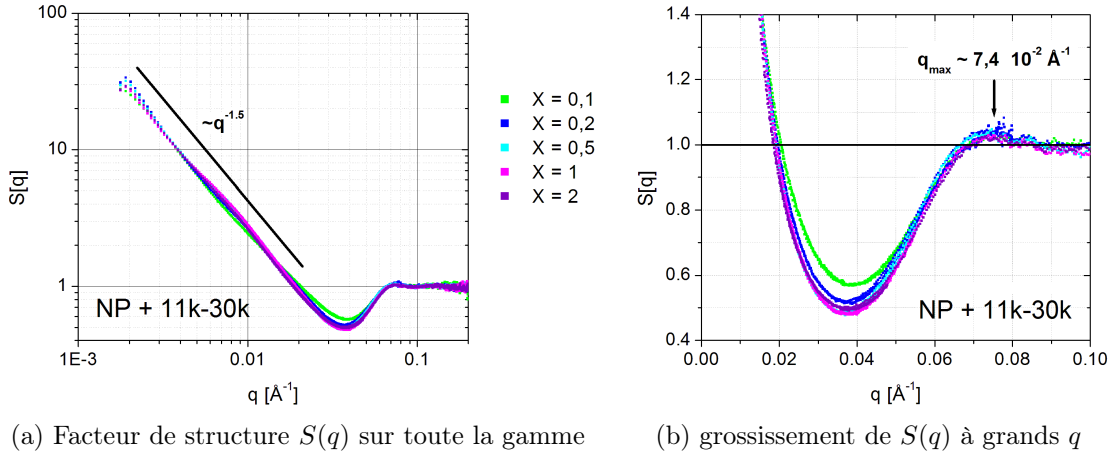 100
10
1
S[q]
1E-3
0.01
0.1
q [Å⁻¹]
~q⁻¹·⁵
NP + 11k-30k
X = 0,1
X = 0,2
X = 0,5
X = 1
X = 2
1.4
1.2
1.0
0.8
0.6
0.4
S[q]
0.00
0.02
0.04
0.06
0.08
0.10
q [Å⁻¹]
q_max ~ 7,4 10⁻² Å⁻¹
NP + 11k-30k
(a) Facteur de structure S(q) sur toute la gamme
(b) grossissement de S(q) à grands q